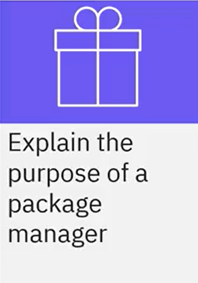 Explain the
purpose of a
package
manager